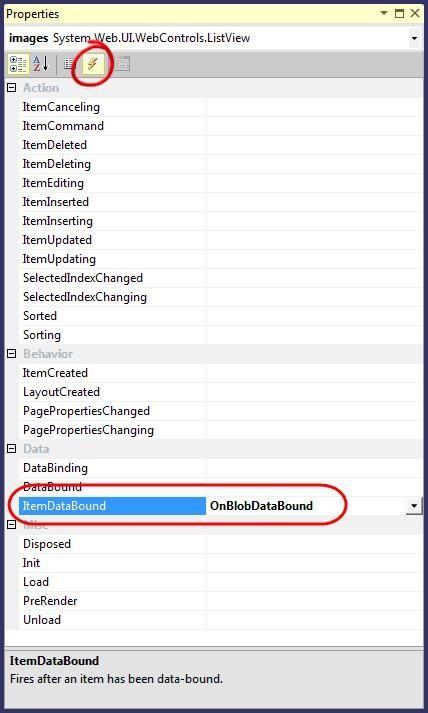 Properties
images System.Web.UI.WebControls.ListView
Action
ItemCanceling
ItemCommand
ItemDeleted
ItemDeleting
ItemEditing
ItemInserted
ItemInserting
ItemUpdated
ItemUpdating
SelectedIndexChanged
SelectedIndexChanging
Sorted
Sorting
Behavior
ItemCreated
LayoutCreated
PagePropertiesChanged
PagePropertiesChanging
Data
DataBinding
DataBound
ItemDataBound OnBlobDataBound
Misc
Disposed
Init
Load
PreRender
Unload
ItemDataBound
Fires after an item has been data-bound.